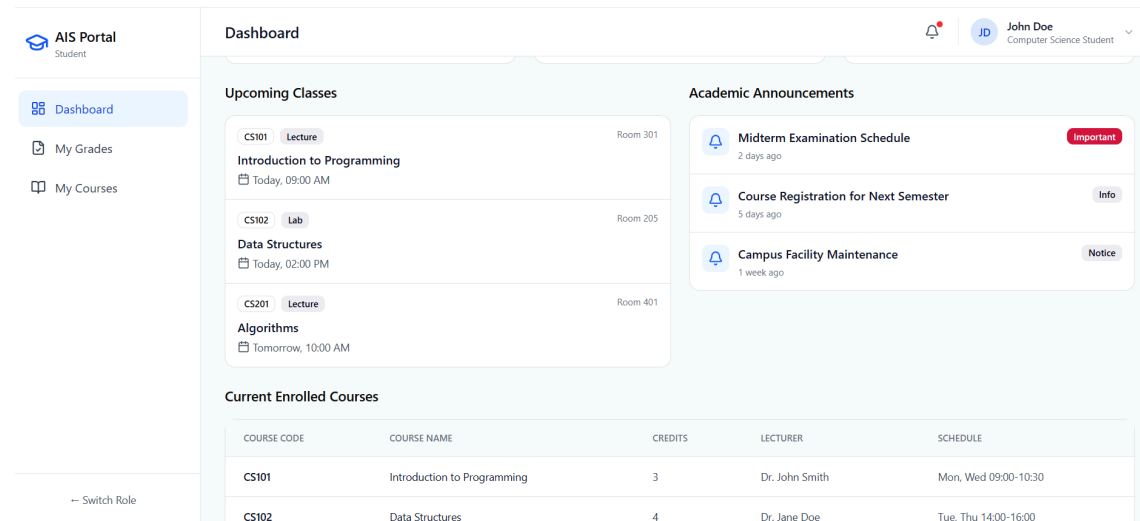 AIS Portal
Student
Dashboard
My Grades
My Courses
← Switch Role
Dashboard
JD
John Doe
Computer Science Student
Upcoming Classes
CS101 Lecture Room 301
Introduction to Programming
Today, 09:00 AM
CS102 Lab Room 205
Data Structures
Today, 02:00 PM
CS201 Lecture Room 401
Algorithms
Tomorrow, 10:00 AM
Academic Announcements
Midterm Examination Schedule Important
2 days ago
Course Registration for Next Semester Info
5 days ago
Campus Facility Maintenance Notice
1 week ago
Current Enrolled Courses
COURSE CODE COURSE NAME CREDITS LECTURER SCHEDULE
CS101 Introduction to Programming 3 Dr. John Smith Mon, Wed 09:00-10:30
CS102 Data Structures 4 Dr. Jane Doe Tue, Thu 14:00-16:00